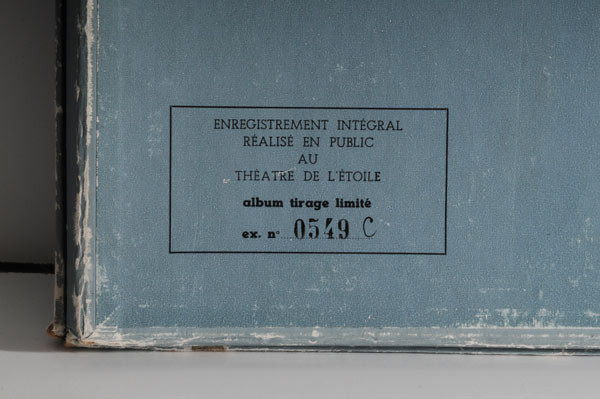 ENREGISTREMENT INTÉGRAL
RÉALISÉ EN PUBLIC
AU
THÉATRE DE L'ÉTOILE
album tirage limité
ex. n° 0549 C